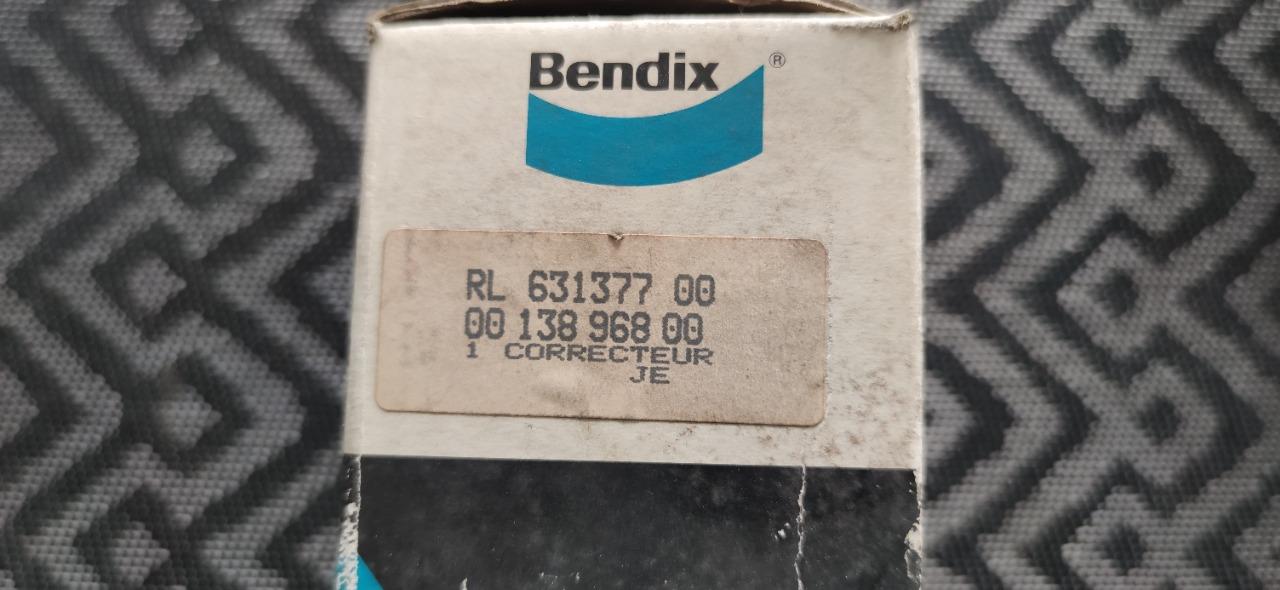 Bendix ®
RL 631377 00
00 138 968 00
1 CORRECTEUR
JE